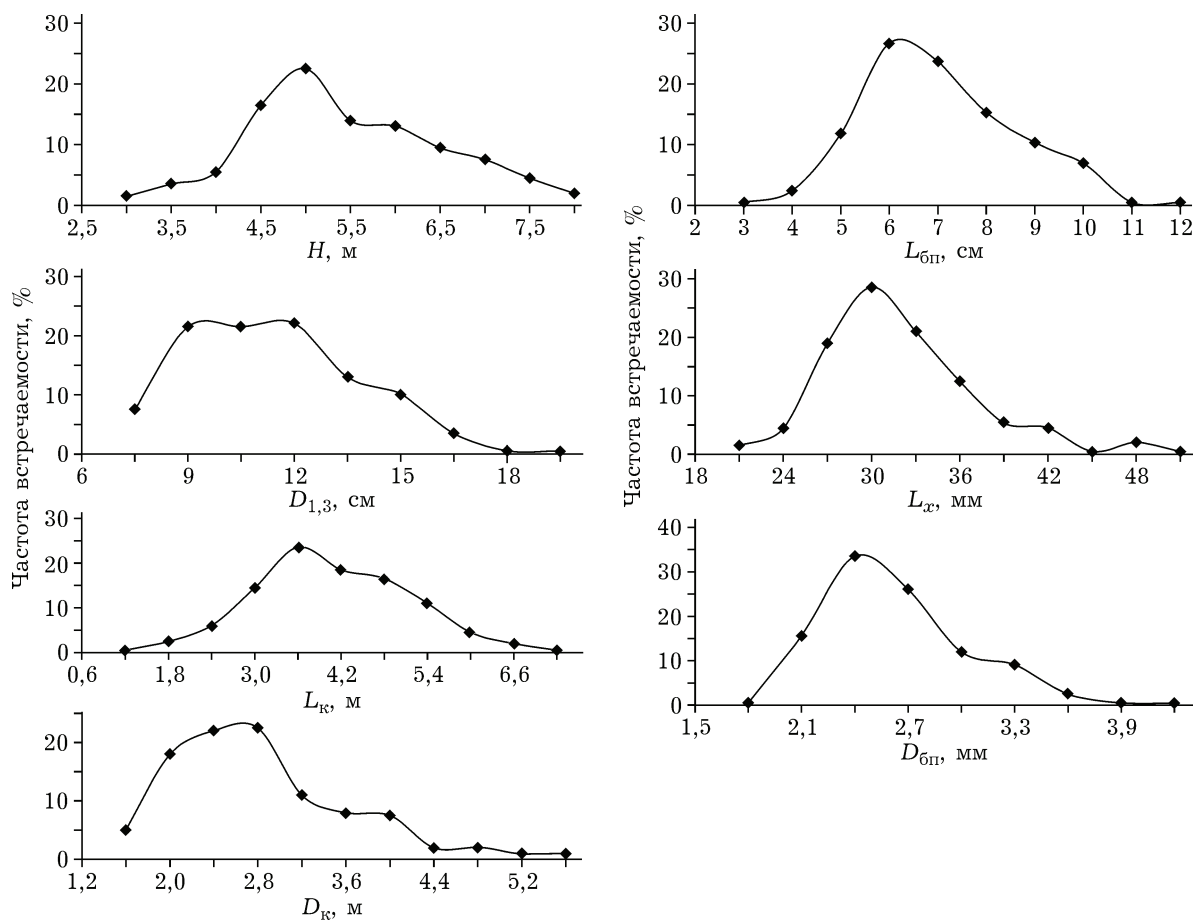 Частота встречаемости, %
30
20
10
0
2,5 3,5 4,5 5,5 6,5 7,5
H, м
30
20
10
0
6 9 12 15 18
D1,3, см
30
20
10
0
0,6 1,8 3,0 4,2 5,4 6,6
Lк, м
20
10
0
1,2 2,0 2,8 3,6 4,4 5,2
Dк, м
Частота встречаемости, %
30
20
10
0
2 3 4 5 6 7 8 9 10 11 12
Lбп, см
30
20
10
0
18 24 30 36 42 48
Lx, мм
40
30
20
10
0
1,5 2,1 2,7 3,3 3,9
Dбп, мм